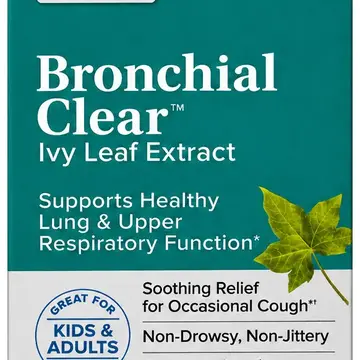 Bronchial
Clear™
Ivy Leaf Extract
Supports Healthy
Lung & Upper
Respiratory Function*
GREAT FOR
KIDS &
ADULTS
Soothing Relief
for Occasional Cough*†
Non-Drowsy, Non-Jittery